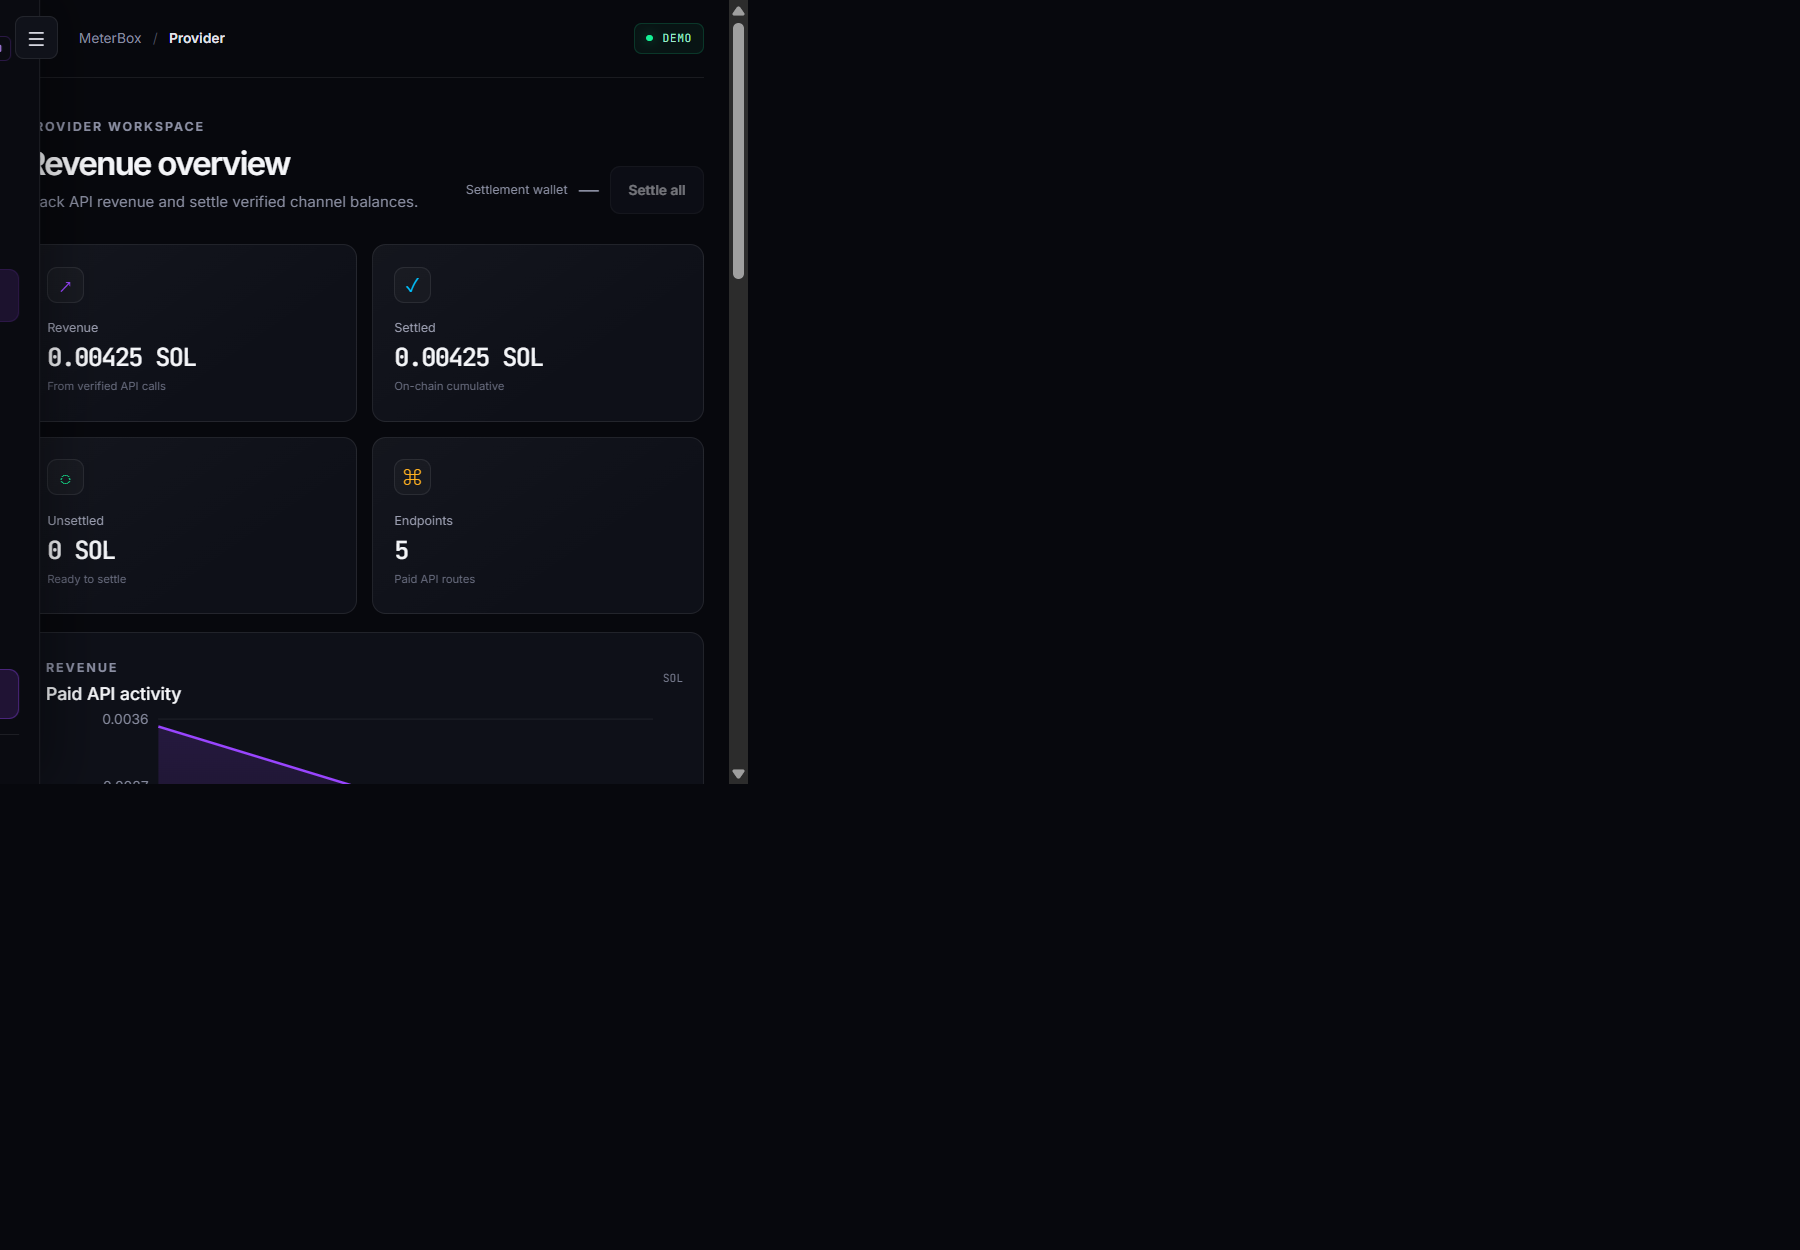 MeterBox / Provider
DEMO
ROVIDER WORKSPACE
Revenue overview
ack API revenue and settle verified channel balances.
Settlement wallet —
Settle all
Revenue
0.00425 SOL
From verified API calls
Settled
0.00425 SOL
On-chain cumulative
Unsettled
0 SOL
Ready to settle
Endpoints
5
Paid API routes
REVENUE
Paid API activity
SOL
0.0036